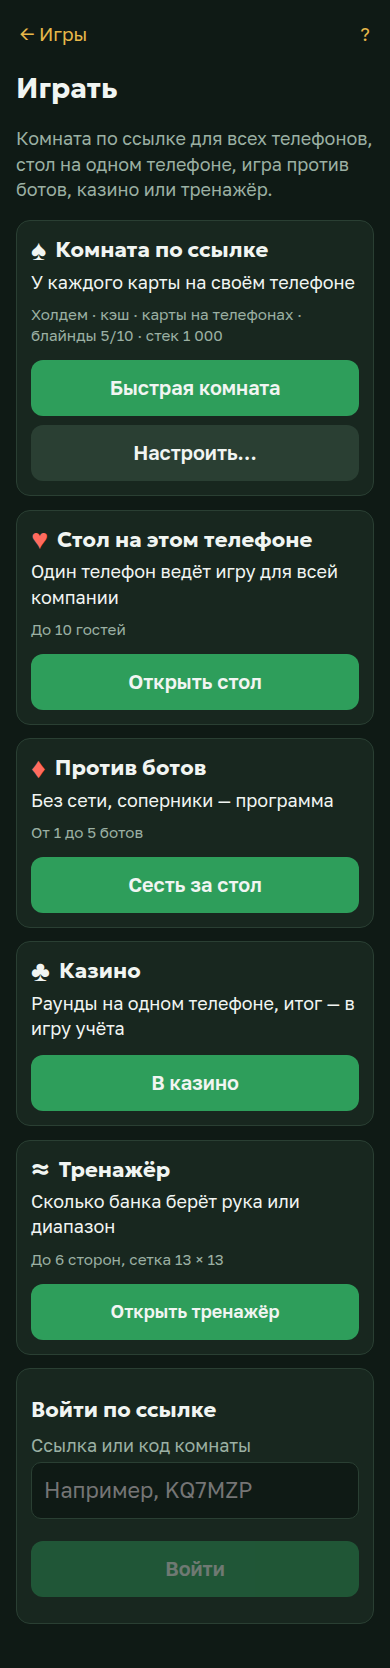 ← Игры
?
Играть
Комната по ссылке для всех телефонов,
стол на одном телефоне, игра против
ботов, казино или тренажёр.
♠ Комната по ссылке
У каждого карты на своём телефоне
Холдем · кэш · карты на телефонах ·
блайнды 5/10 · стек 1 000
Быстрая комната
Настроить...
♥ Стол на этом телефоне
Один телефон ведёт игру для всей
компании
До 10 гостей
Открыть стол
♦ Против ботов
Без сети, соперники — программа
От 1 до 5 ботов
Сесть за стол
♣ Казино
Раунды на одном телефоне, итог — в
игру учёта
В казино
≈ Тренажёр
Сколько банка берёт рука или
диапазон
До 6 сторон, сетка 13 × 13
Открыть тренажёр
Войти по ссылке
Ссылка или код комнаты
Например, KQ7MZP
Войти